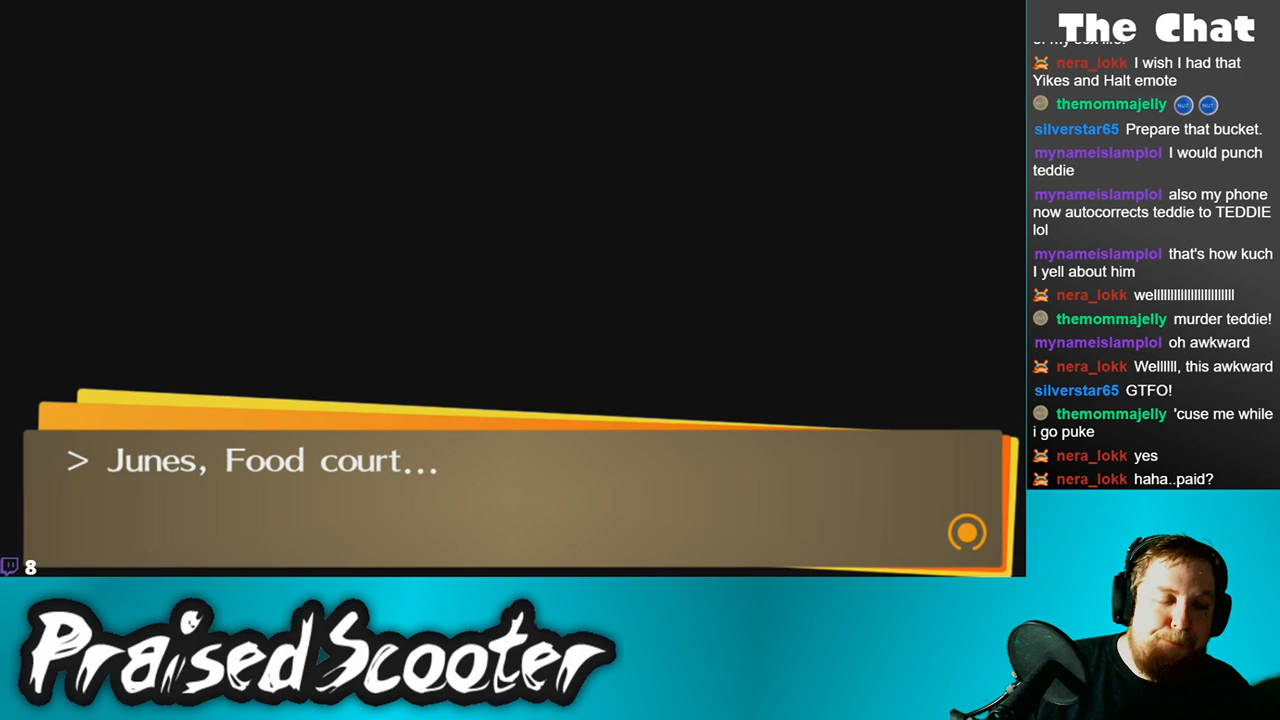 The Chat
nera_lokk I wish I had that
Yikes and Halt emote
themommajelly NUT NUT
silverstar65 Prepare that bucket.
mynameislamplol I would punch
teddie
mynameislamplol also my phone
now autocorrects teddie to TEDDIE
lol
mynameislamplol that's how kuch
I yell about him
nera_lokk wellllllllllllllllllllllll
themommajelly murder teddie!
mynameislamplol oh awkward
nera_lokk Wellllll, this awkward
silverstar65 GTFO!
themommajelly 'cuse me while
i go puke
nera_lokk yes
nera_lokk haha..paid?
> Junes, Food court...
8
PraisedScooter